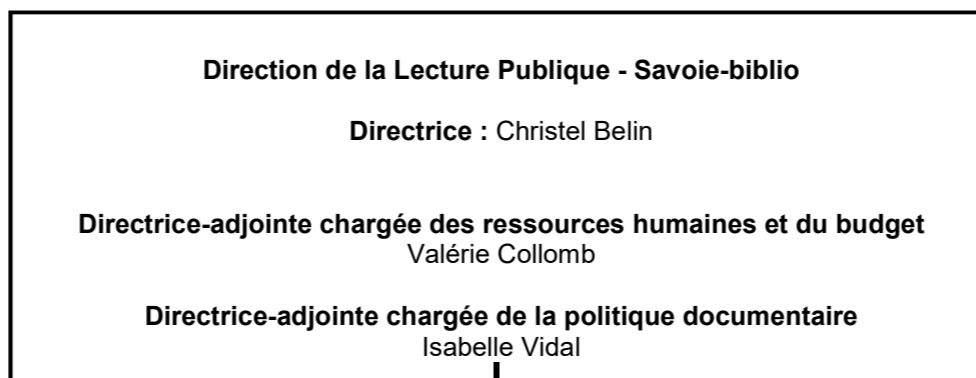 Direction de la Lecture Publique - Savoie-biblio
Directrice : Christel Belin
Directrice-adjointe chargée des ressources humaines et du budget
Valérie Collomb
Directrice-adjointe chargée de la politique documentaire
Isabelle Vidal